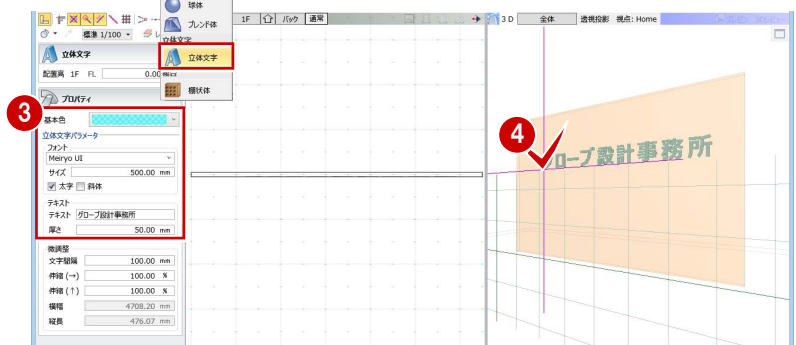 球体
1F バック 通常
3D 全体 透視投影 視点: Home
ブレンド体
標準 1/100
立体文字
立体文字
立体文字
配置高 1F FL 0.00
棚状体
プロパティ
3
基本色
立体文字パラメータ
フォント
Meiryo UI
サイズ 500.00 mm
太字 斜体
テキスト
テキスト グローブ設計事務所
厚さ 50.00 mm
微調整
文字間隔 100.00 mm
伸縮(→) 100.00 %
伸縮(↑) 100.00 %
横幅 4708.20 mm
縦長 476.07 mm
4
グローブ設計事務所